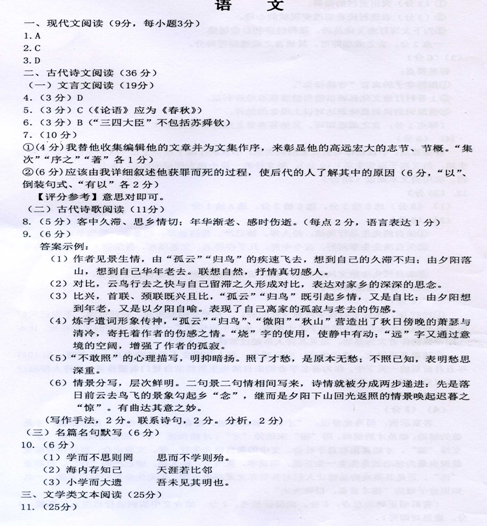 语 文
一、现代文阅读（9分，每小题3分）
1.A
2.C
3.D
二、古代诗文阅读（36分）
（一）文言文阅读（19分）
4.（3分）D
5.（3分）C（《论语》应为《春秋》）
6.（3分）B（“三四大臣”不包括苏舜钦）
7.（10分）
①(4分)我替他收集编辑他的文章并为文集作序，来彰显他的高远宏大的志节、节概。“集
次”“序之”“著”各1分）
②(6分)应该由我详细叙述他获罪而死的过程，使后代的人了解其中的原因（6分，“以”、
倒装句式、“有以”各2分）
【评分参考】意思对即可。
（二）古代诗歌阅读（11分）
8.（5分）客中久滞、思乡情切；年华渐老、感时伤逝。（每点2分，语言表达1分）
9.（6分）
答案示例：
（1）作者见景生情，由“孤云”“归鸟”的疾速飞去，想到自己的久滞不归；由夕阳落
山，想到自己华年老去。联想自然，抒情真切感人。
（2）对比，云鸟行去之快与自己留滞之久形成对比，表达对家乡的深深的思念。
（3）比兴，首联、颈联既兴且比，“孤云”“归鸟”既引起乡情，又是自比；由夕阳想
到年老，又是以夕阳自喻。表现了自己离家的孤寂与老去的伤感。
（4）炼字遣词形象传神，“孤云”“归鸟”、“微阳”“秋山”营造出了秋日傍晚的萧瑟与
清冷，寄托着作者的伤感之情。“烧”字的使用，使静中有动；“远”字又通过意
境的空阔，增强了作者的孤寂。
（5）“不敢照”的心理描写，明抑暗扬。照了才愁，是原本无愁；不照已知，表明愁思
深重。
（6）情景分写，层次鲜明。二句景二句情相间写来，诗情就被分成两步递进：先是落
日前云去鸟飞的景象勾起乡“念”，继而是夕阳下山回光返照的情景唤起迟暮之
“惊”。有曲达其意之妙。
（写作手法，2分。联系诗句，2分。分析，2分）
（三）名篇名句默写（6分）
10.（6分）
（1）学而不思则罔 思而不学则殆。
（2）海内存知己 天涯若比邻
（3）小学而大遗 吾未见其明也。
三、文学类文本阅读（25分）
11.（25分）